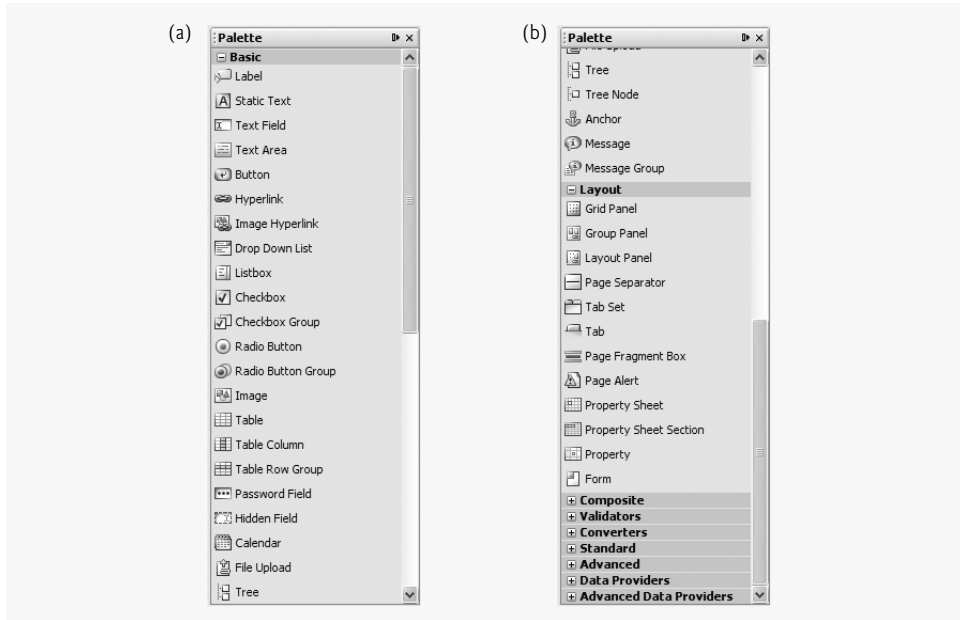 (a)
Palette
Basic
Label
Static Text
Text Field
Text Area
Button
Hyperlink
Image Hyperlink
Drop Down List
Listbox
Checkbox
Checkbox Group
Radio Button
Radio Button Group
Image
Table
Table Column
Table Row Group
Password Field
Hidden Field
Calendar
File Upload
Tree
(b)
Palette
File Upload
Tree
Tree Node
Anchor
Message
Message Group
Layout
Grid Panel
Group Panel
Layout Panel
Page Separator
Tab Set
Tab
Page Fragment Box
Page Alert
Property Sheet
Property Sheet Section
Property
Form
Composite
Validators
Converters
Standard
Advanced
Data Providers
Advanced Data Providers